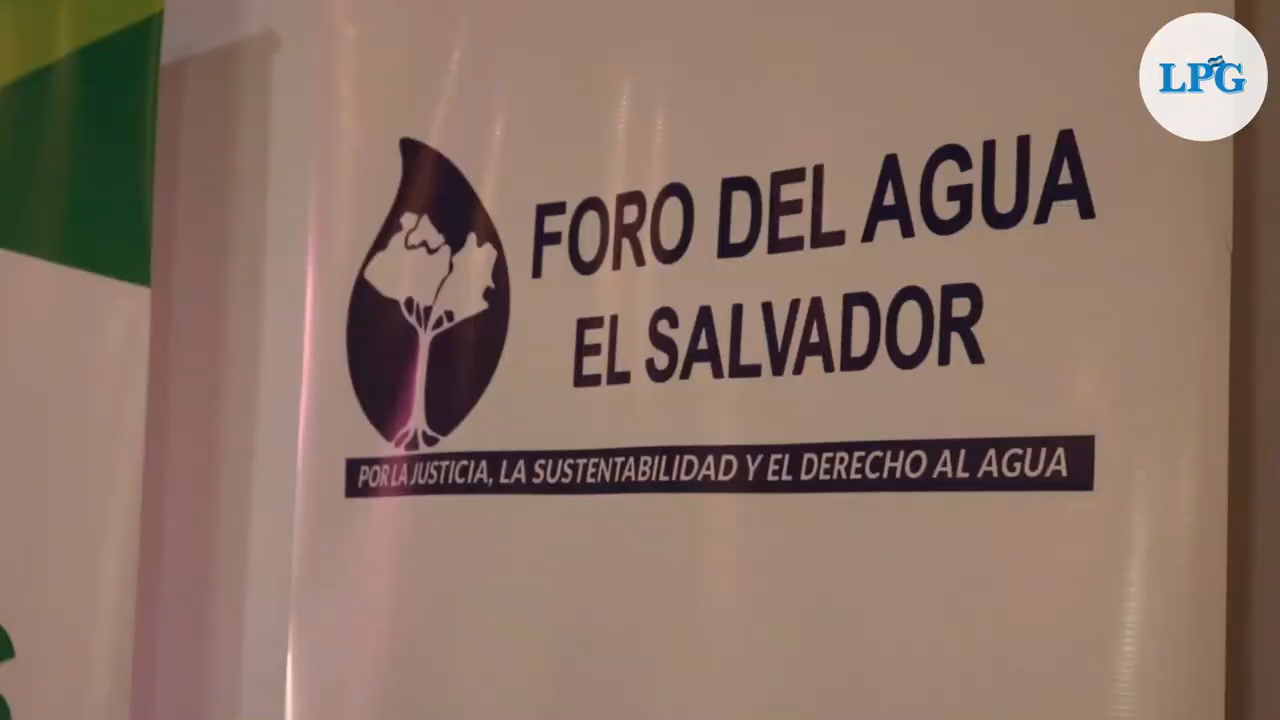 LPG
FORO DEL AGUA
EL SALVADOR
POR LA JUSTICIA, LA SUSTENTABILIDAD Y EL DERECHO AL AGUA